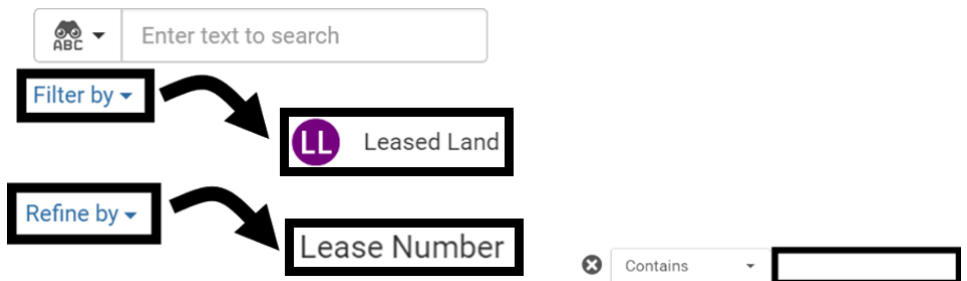 ABC Enter text to search
Filter by
LL Leased Land
Refine by
Lease Number
Contains